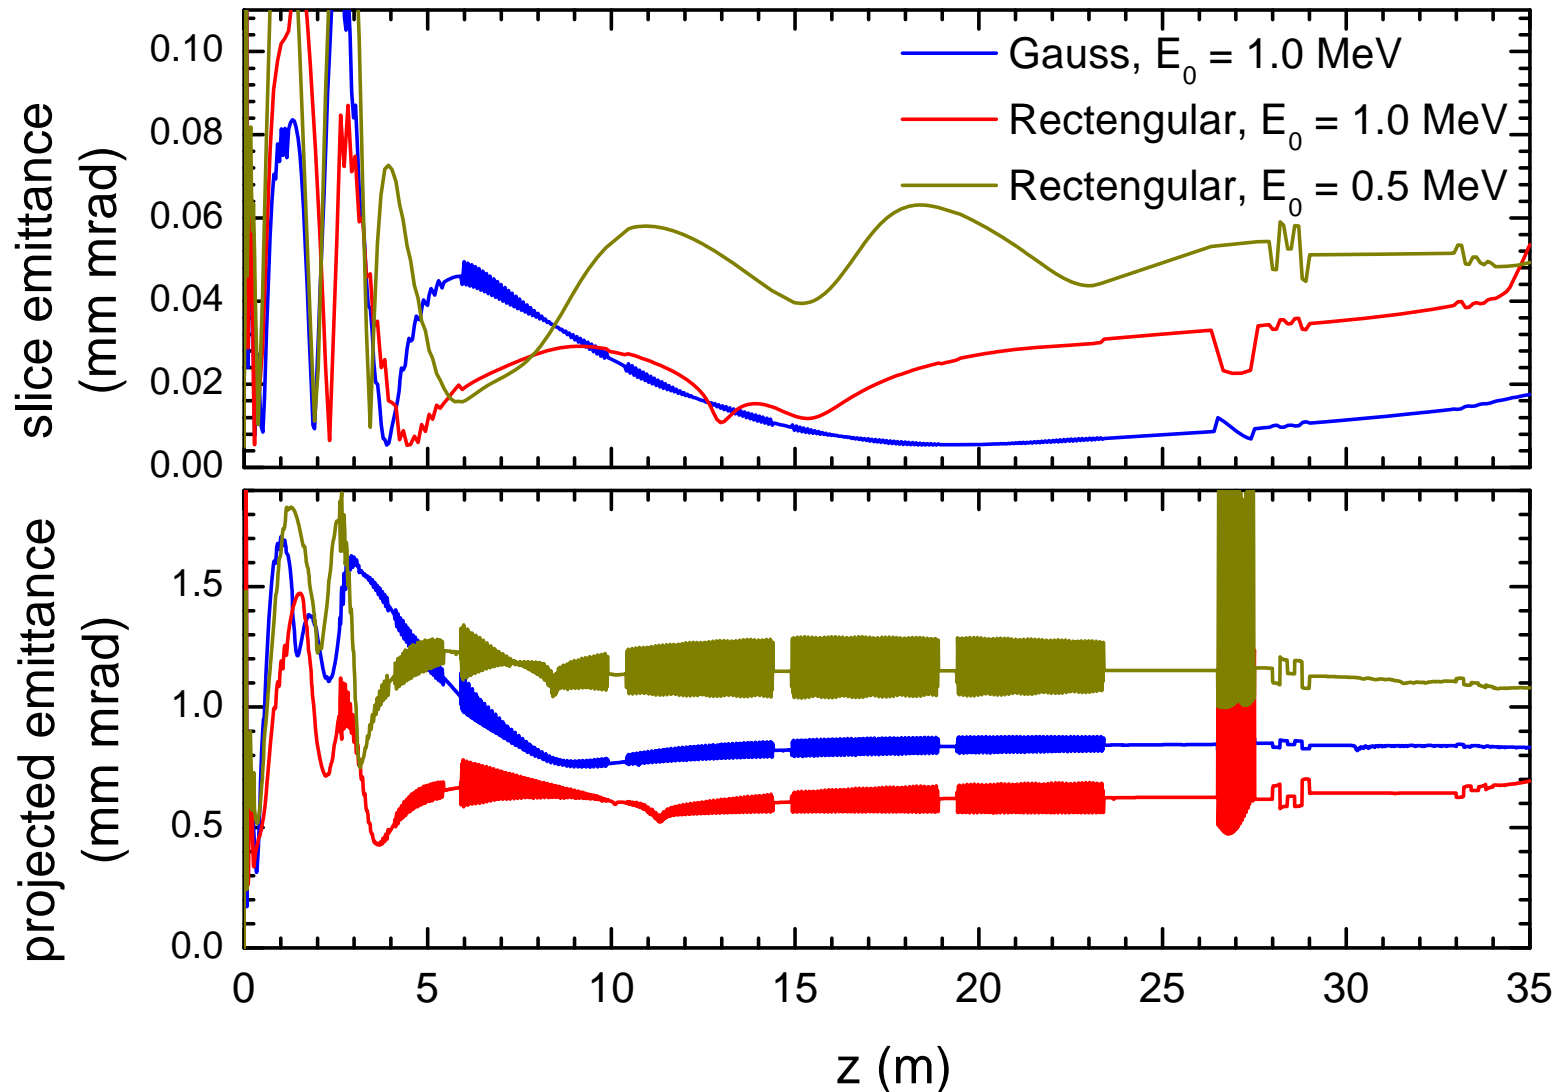 slice emittance
(mm mrad)
0.10
0.08
0.06
0.04
0.02
0.00
Gauss, E₀ = 1.0 MeV
Rectengular, E₀ = 1.0 MeV
Rectengular, E₀ = 0.5 MeV
projected emittance
(mm mrad)
1.5
1.0
0.5
0.0
0 5 10 15 20 25 30 35
z (m)